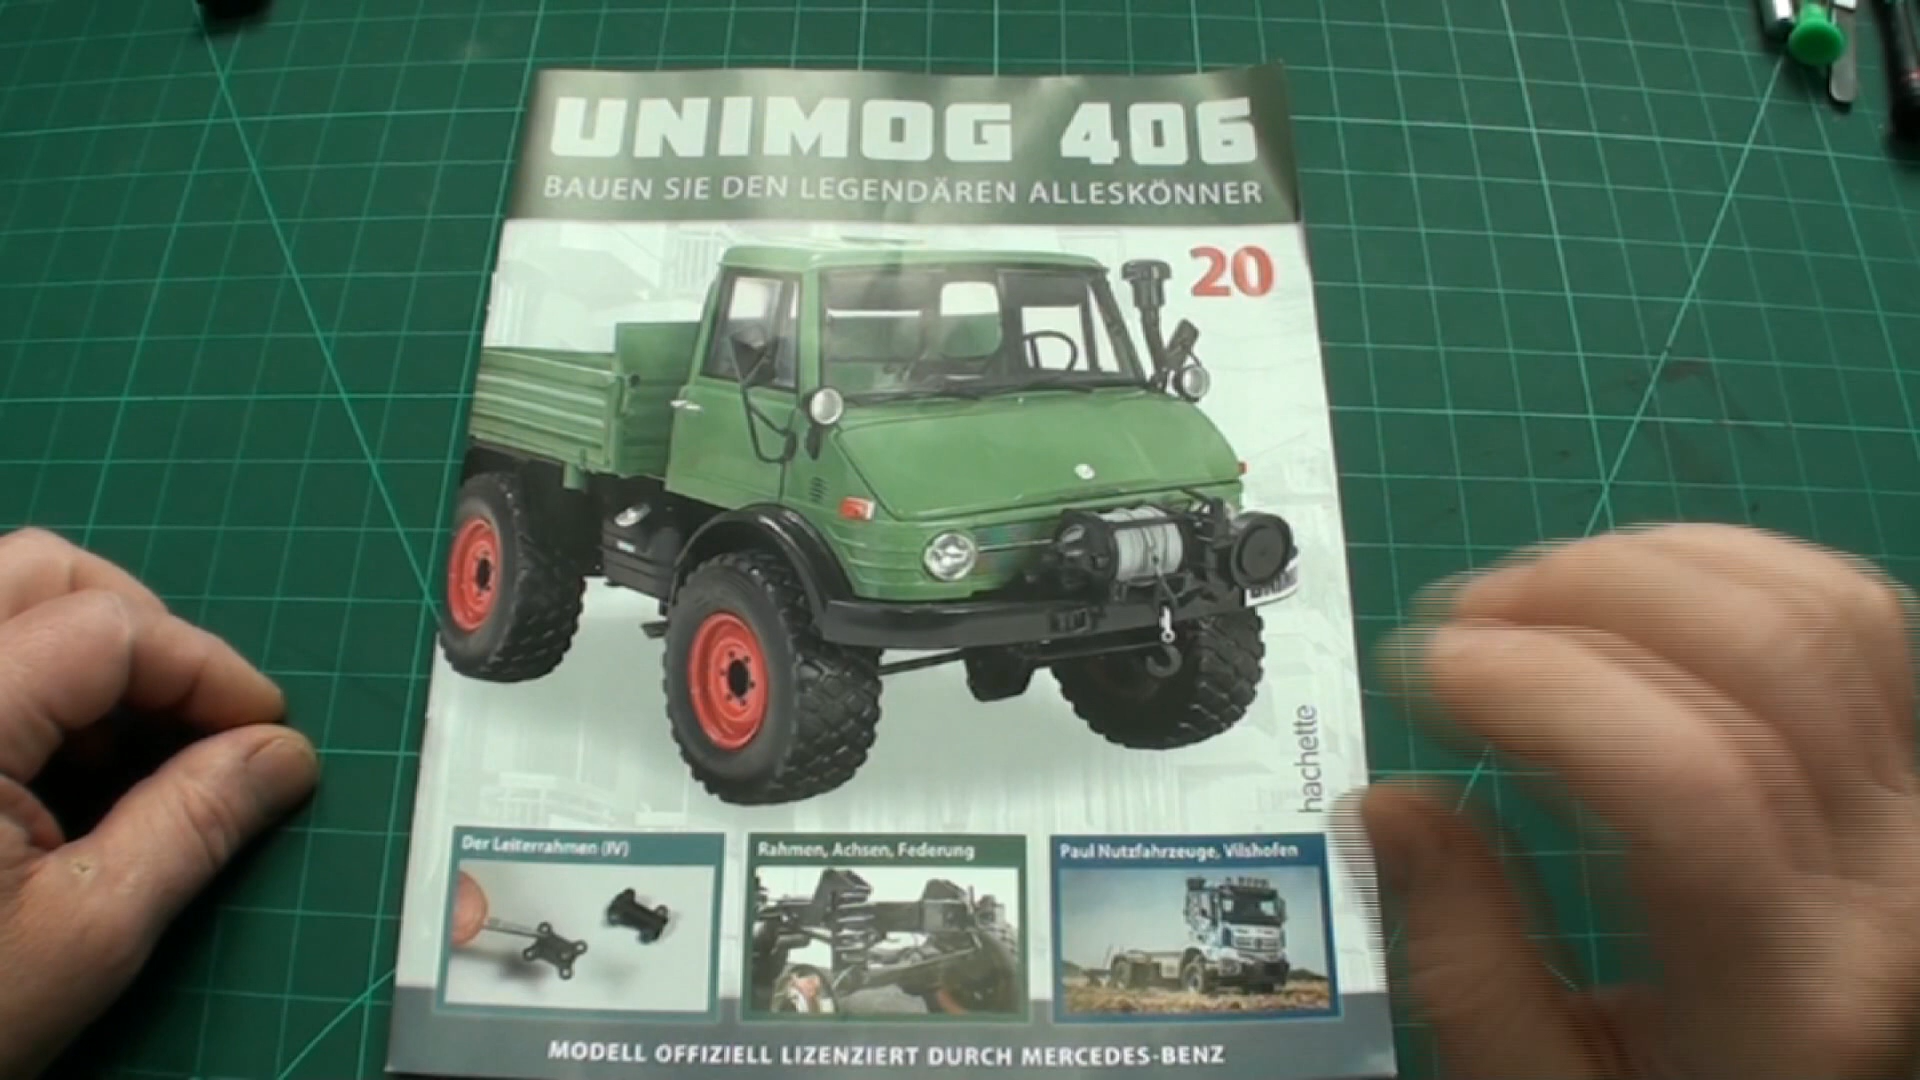 UNIMOG 406
BAUEN SIE DEN LEGENDÄREN ALLESKÖNNER
20
hachette
Der Leiterrahmen (IV)
Rahmen, Achsen, Federung
Paul Nutzfahrzeuge, Vilshofen
MODELL OFFIZIELL LIZENZIERT DURCH MERCEDES-BENZ